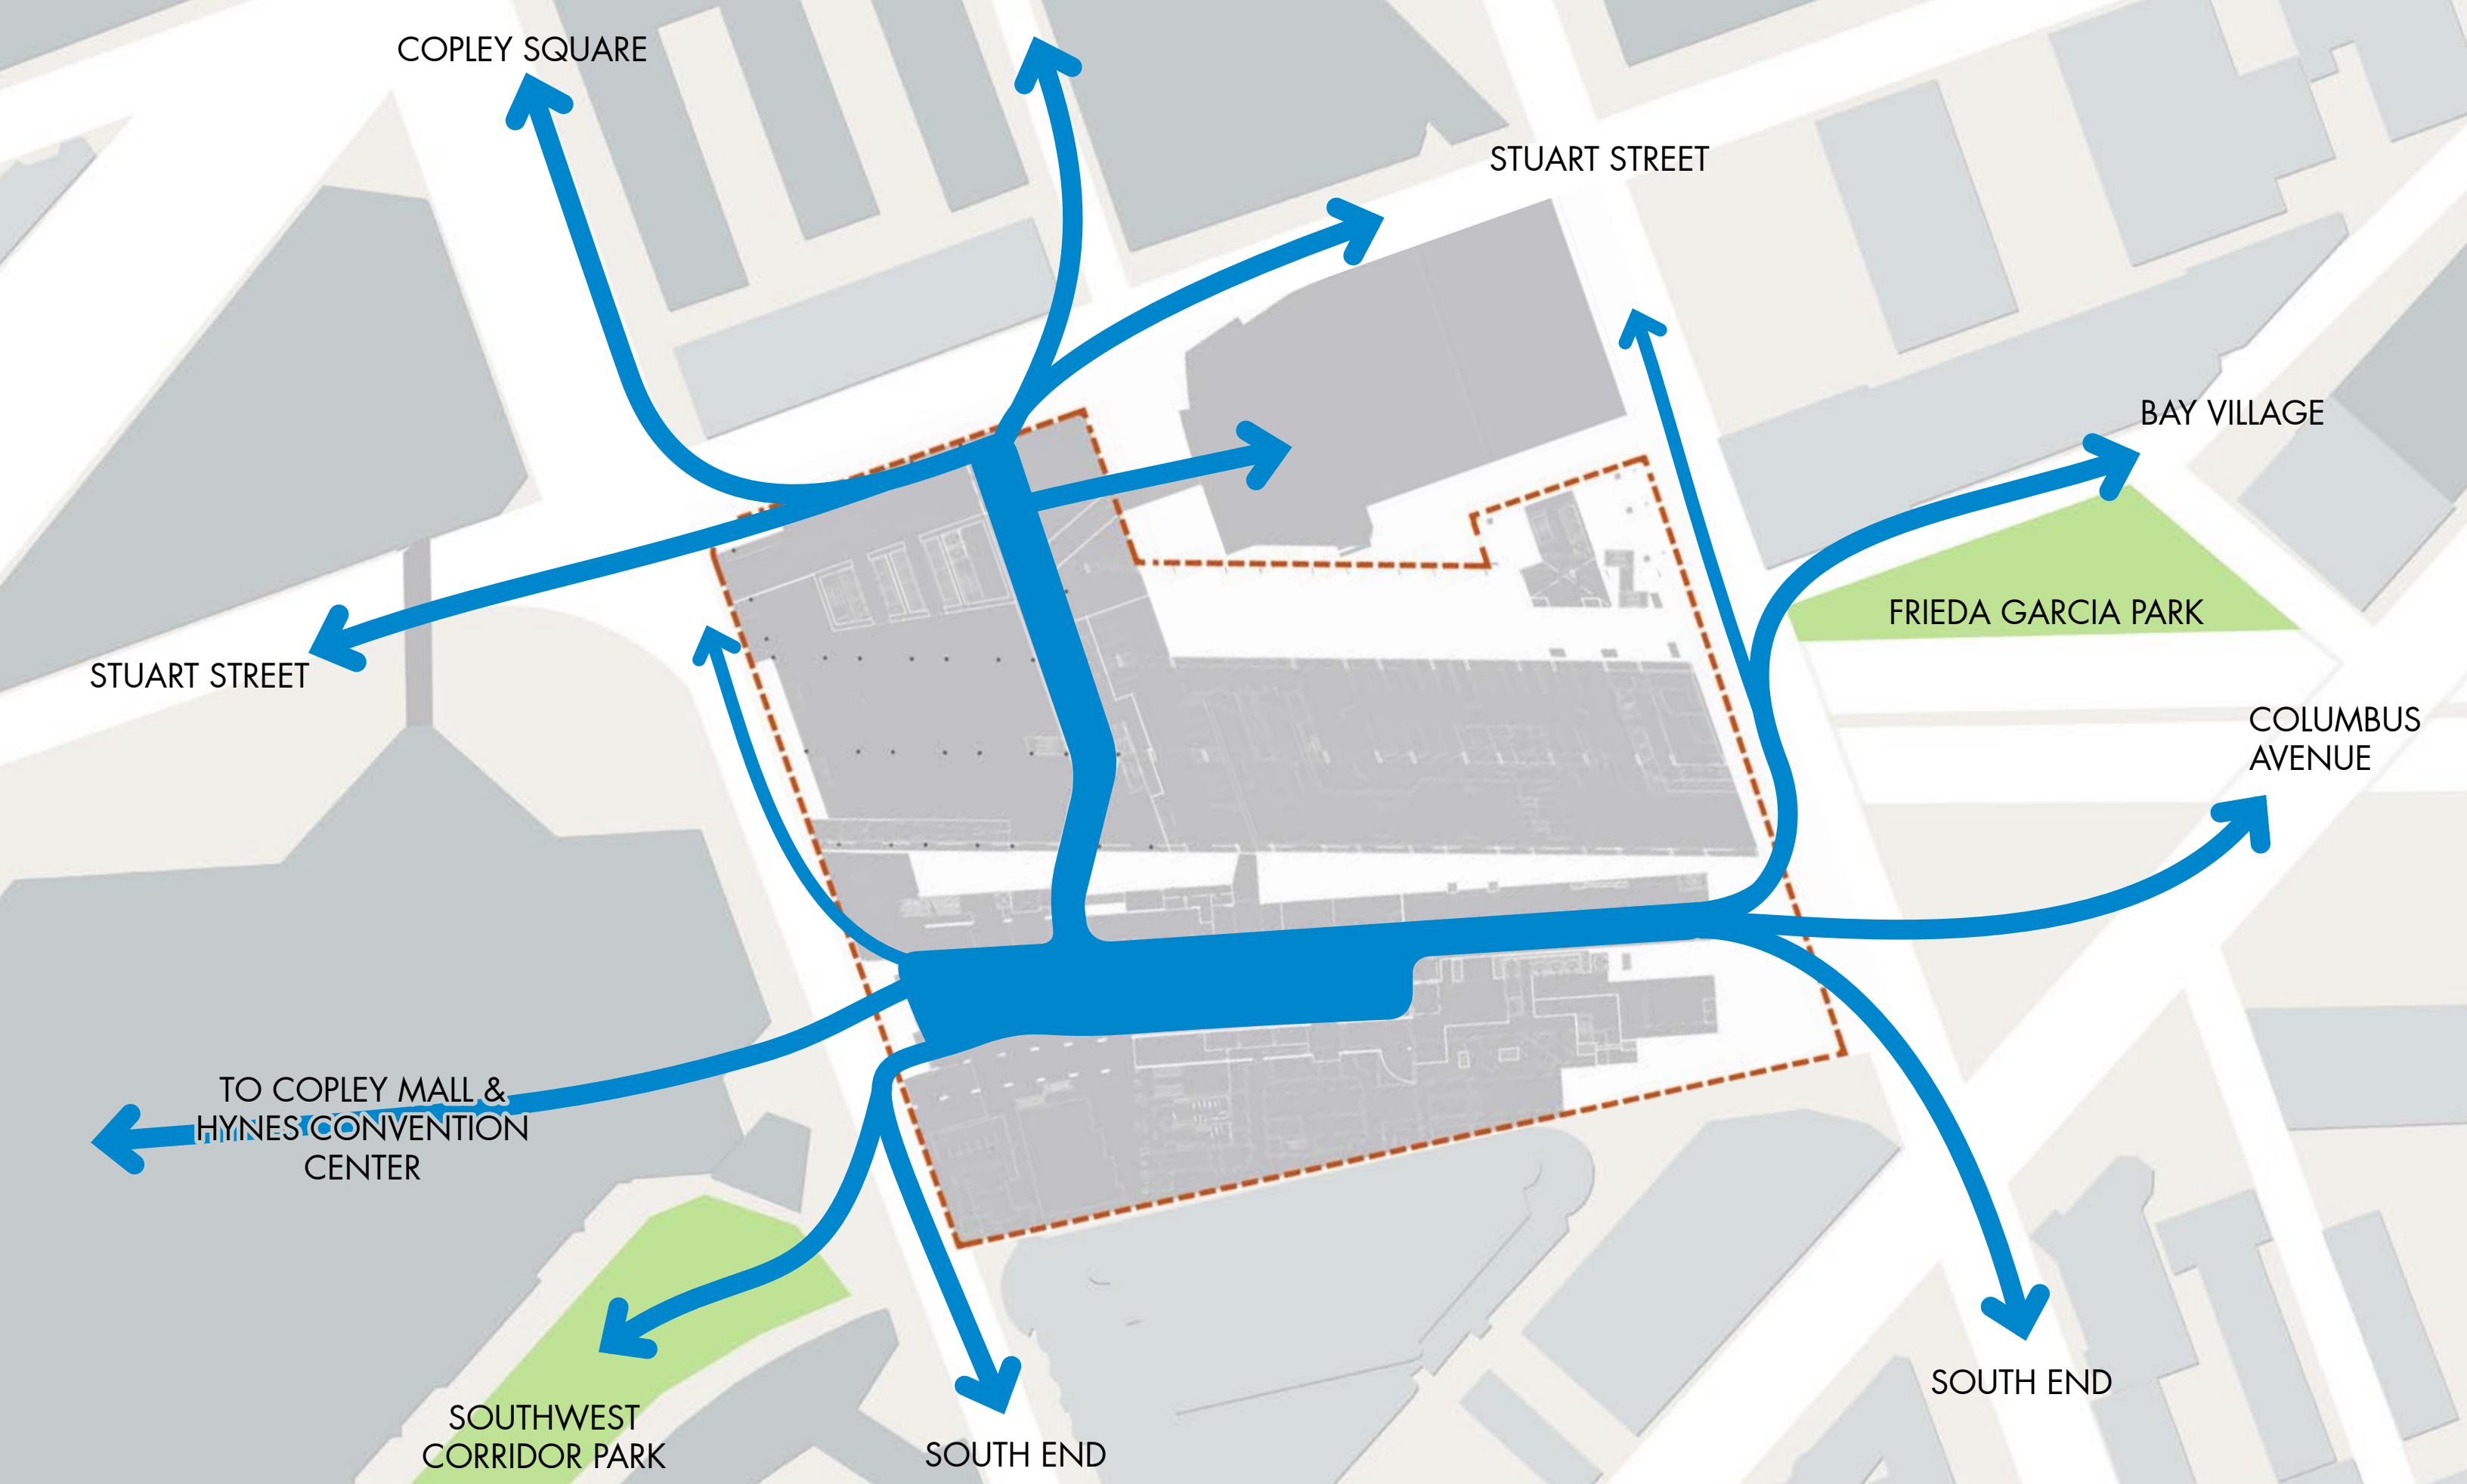 COPLEY SQUARE
STUART STREET
BAY VILLAGE
FRIEDA GARCIA PARK
STUART STREET
COLUMBUS
AVENUE
TO COPLEY MALL &
HYNES CONVENTION
CENTER
SOUTH END
SOUTHWEST
CORRIDOR PARK
SOUTH END